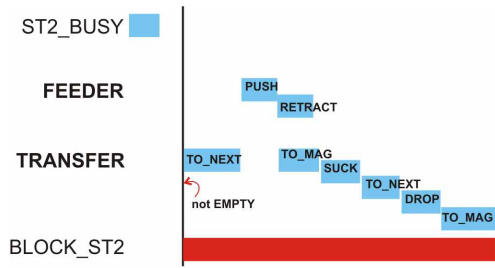 ST2_BUSY
FEEDER
PUSH
RETRACT
TRANSFER
TO_NEXT
TO_MAG
SUCK
TO_NEXT
DROP
TO_MAG
not EMPTY
BLOCK_ST2